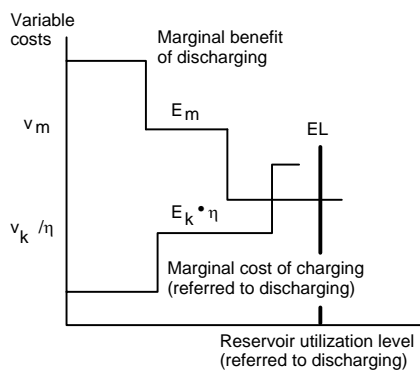 Variable
costs
Marginal benefit
of discharging
v m
E m
EL
v k /η
E k • η
Marginal cost of charging
(referred to discharging)
Reservoir utilization level
(referred to discharging)